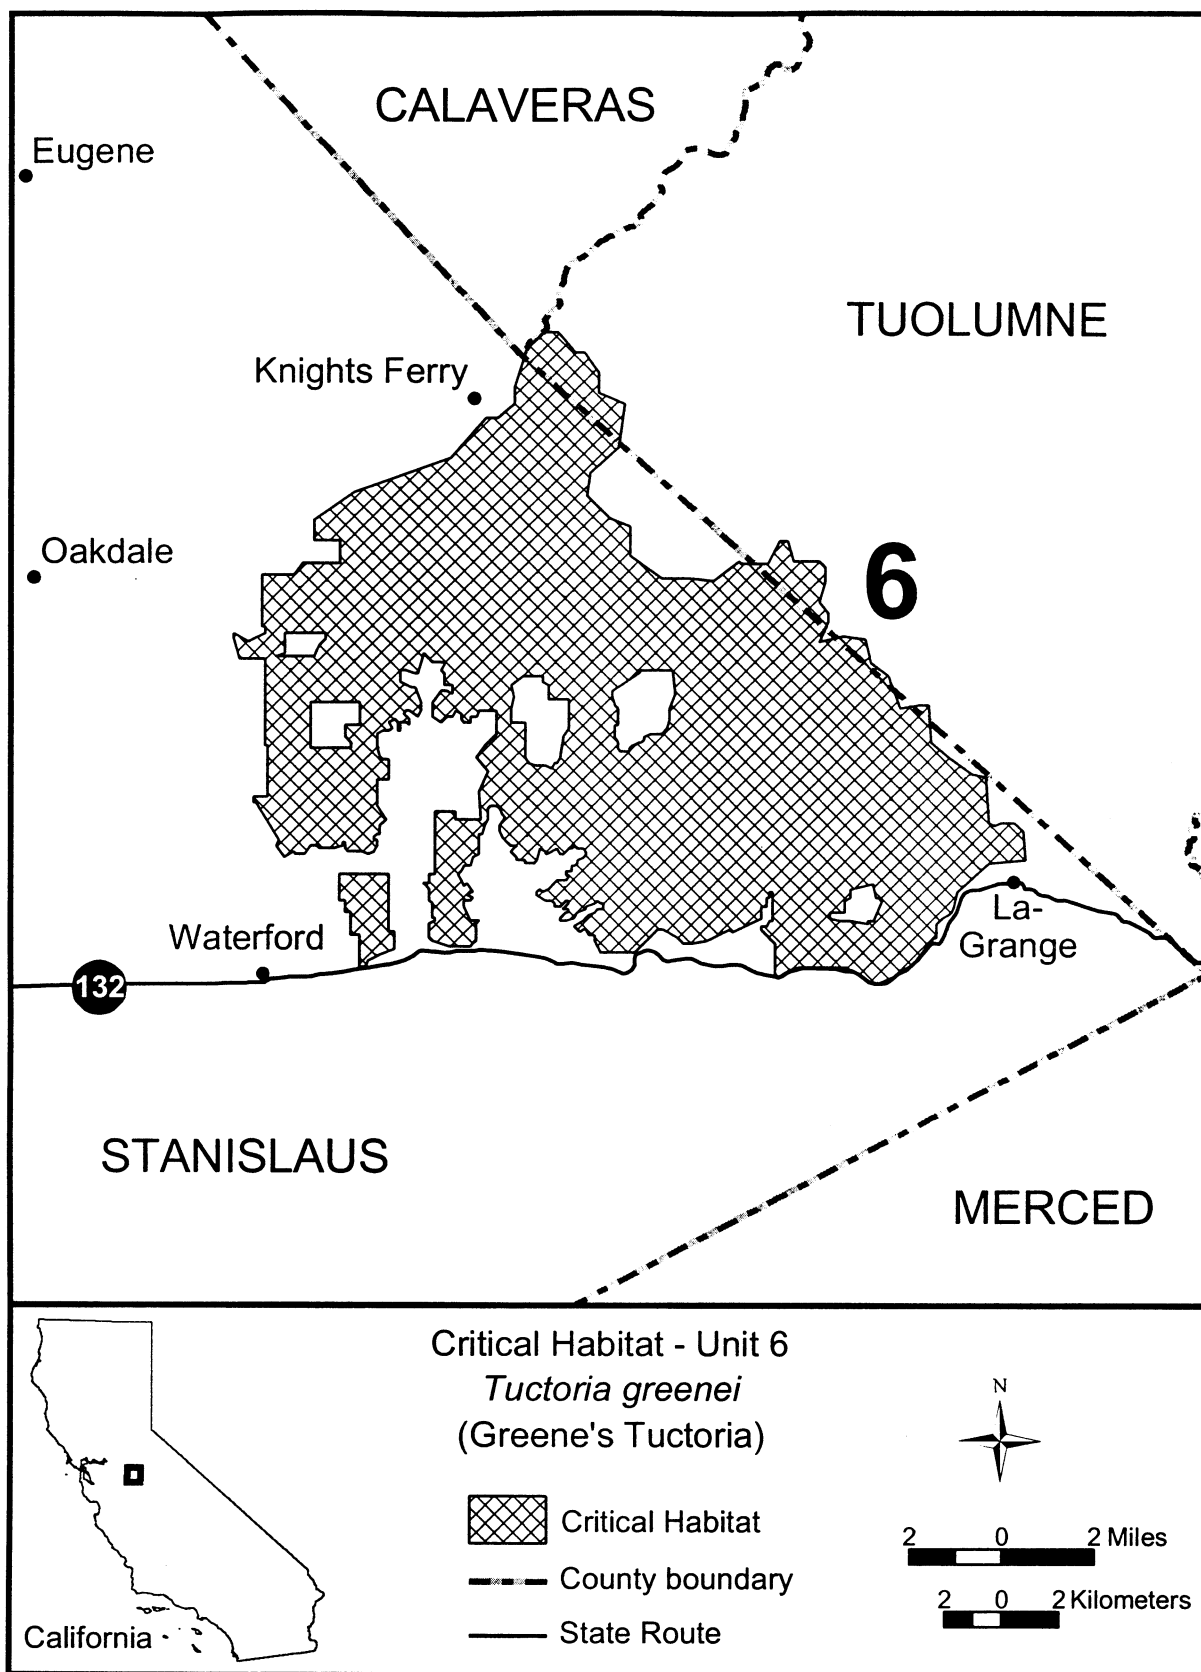 CALAVERAS
Eugene
TUOLUMNE
Knights Ferry
Oakdale
6
Waterford
La-
Grange
132
STANISLAUS
MERCED
Critical Habitat - Unit 6
Tuctoria greenei
(Greene's Tuctoria)
N
Critical Habitat
County boundary
State Route
2 0 2 Miles
2 0 2 Kilometers
California